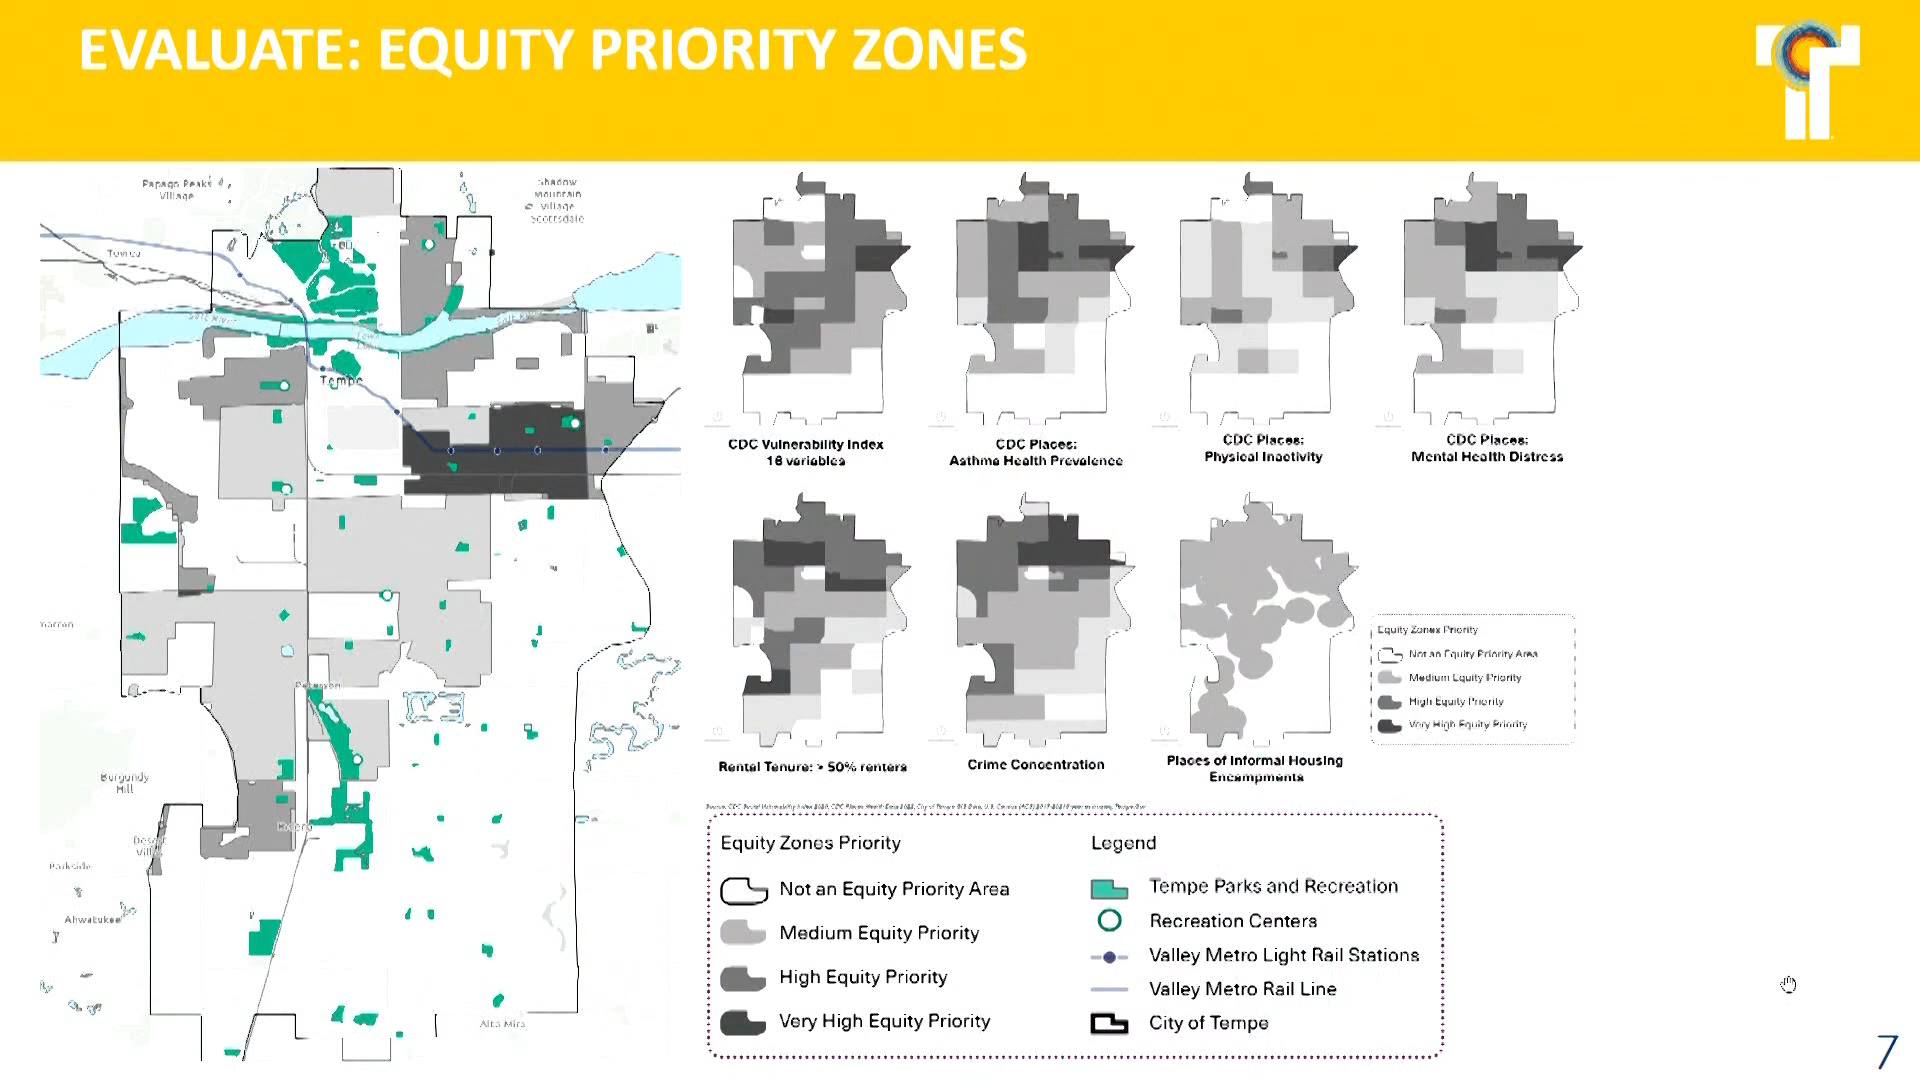 EVALUATE: EQUITY PRIORITY ZONES
Papago Peaks
Village
Shadow
Mountain
Village
Scottsdale
Tovrea
Tempe
Peterson
Burgundy
Hill
Kyrene
Desert
Village
Parkside
Ahwatukee
Alta Mira
CDC Vulnerability Index
16 variables
CDC Places:
Asthma Health Prevalence
CDC Places:
Physical Inactivity
CDC Places:
Mental Health Distress
Rental Tenure: > 50% renters
Crime Concentration
Places of Informal Housing
Encampments
Equity Zones Priority
Not an Equity Priority Area
Medium Equity Priority
High Equity Priority
Very High Equity Priority
Equity Zones Priority
Not an Equity Priority Area
Medium Equity Priority
High Equity Priority
Very High Equity Priority
Legend
Tempe Parks and Recreation
Recreation Centers
Valley Metro Light Rail Stations
Valley Metro Rail Line
City of Tempe
7